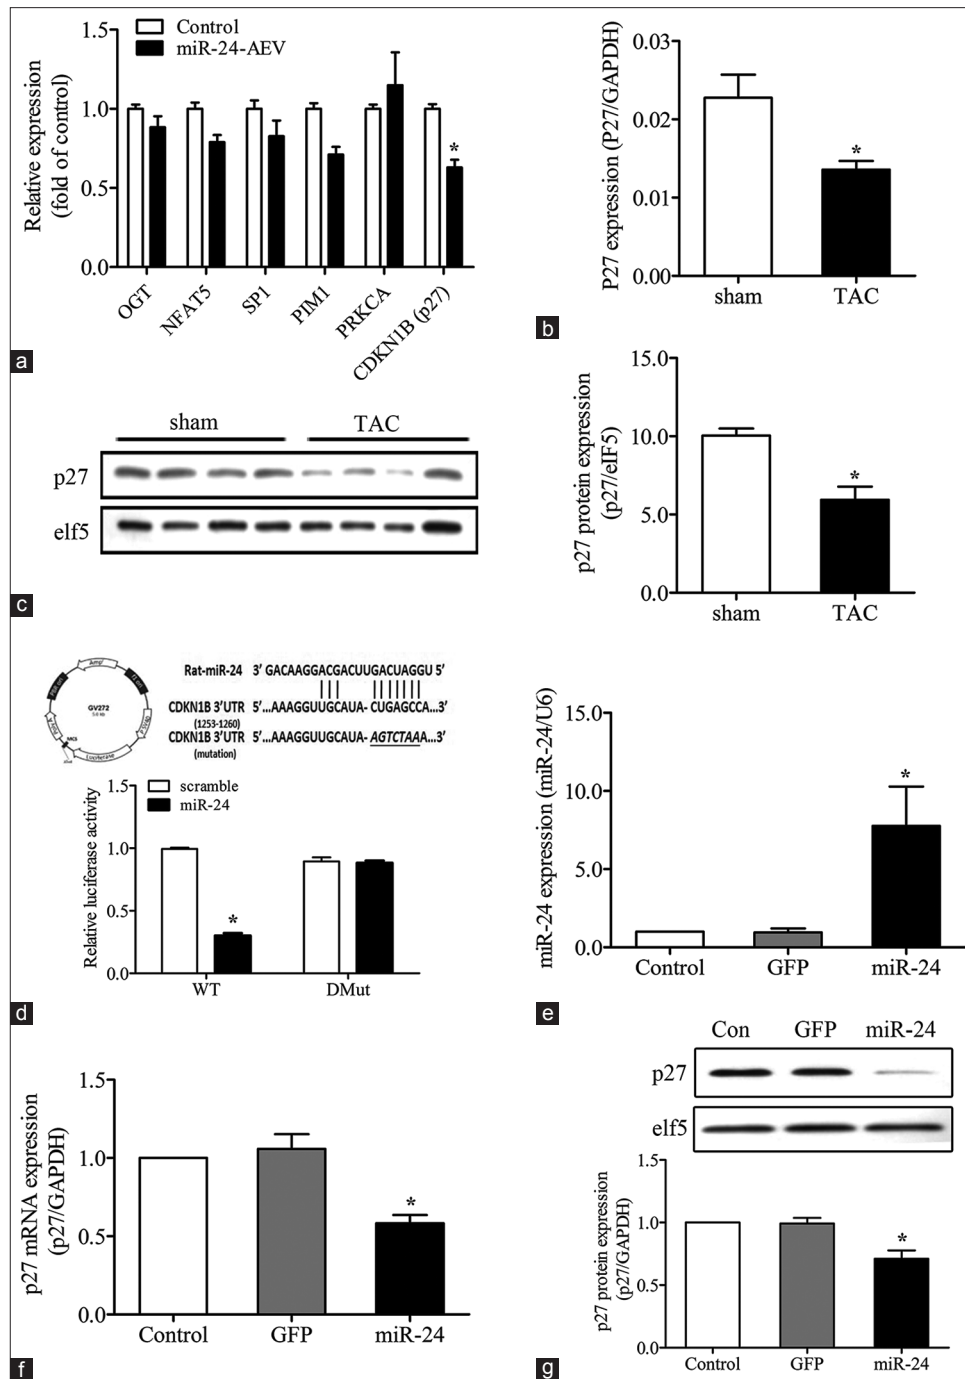 Relative expression
(fold of control)
1.5
1.0
0.5
0.0
Control
miR-24-AEV
*
OGT
NFAT5
SP1
PIM1
PRKCA
CDKN1B (p27)
a
P27 expression (P27/GAPDH)
0.03
0.02
0.01
0.00
*
sham
TAC
b
sham
TAC
p27
elf5
c
p27 protein expression
(p27/eIF5)
15.0
10.0
5.0
0.0
*
sham
TAC
GV272
Luciferase
MCS
Rat-miR-24 3' GACAAGGACGACUUGACUAGGU 5'
CDKN1B 3'UTR 5'...AAAGGUUGCAUA- CUGAGCCA...3'
(1253-1260)
CDKN1B 3'UTR 5'...AAAGGUUGCAUA- AGTCTAAA...3'
(mutation)
Relative luciferase activity
1.5
1.0
0.5
0.0
scramble
miR-24
*
WT
DMut
d
miR-24 expression (miR-24/U6)
15.0
10.0
5.0
0.0
*
Control
GFP
miR-24
e
p27 mRNA expression
(p27/GAPDH)
1.5
1.0
0.5
0.0
*
Control
GFP
miR-24
f
Con
GFP
miR-24
p27
elf5
p27 protein expression
(p27/GAPDH)
1.5
1.0
0.5
0.0
*
Control
GFP
miR-24
g